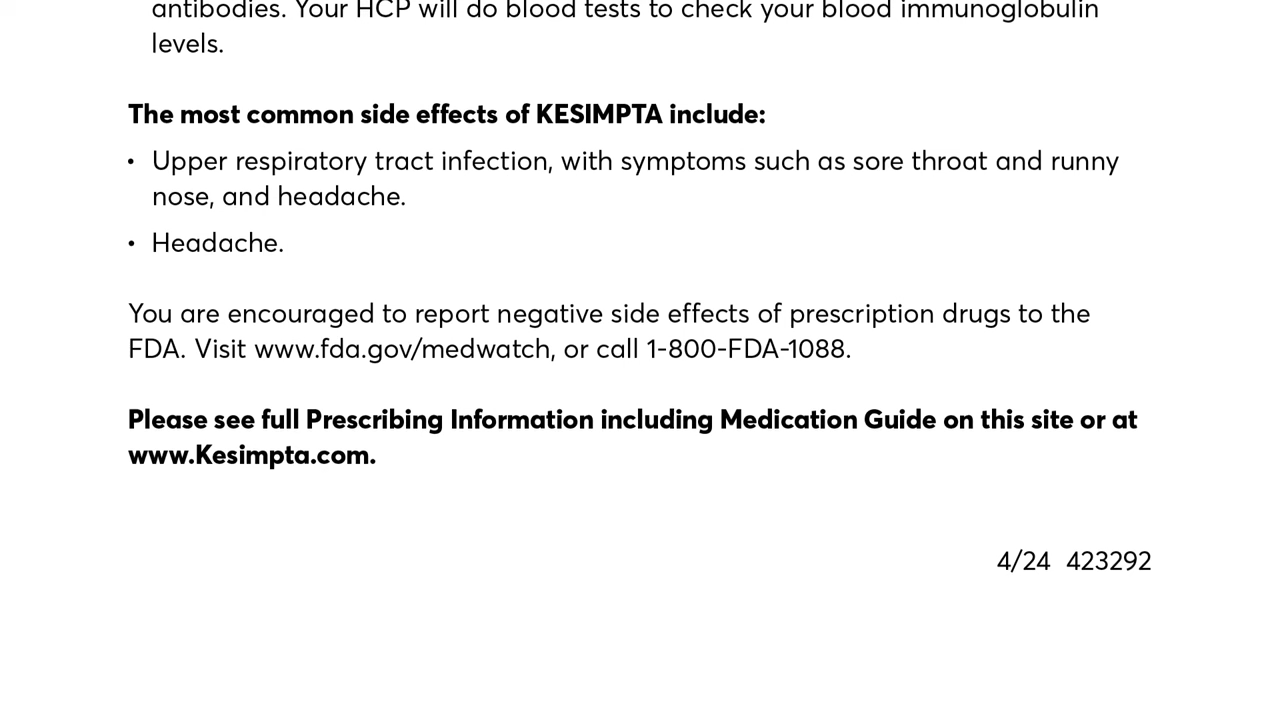 antibodies. Your HCP will do blood tests to check your blood immunoglobulin
levels.
The most common side effects of KESIMPTA include:
• Upper respiratory tract infection, with symptoms such as sore throat and runny
nose, and headache.
• Headache.
You are encouraged to report negative side effects of prescription drugs to the
FDA. Visit www.fda.gov/medwatch, or call 1-800-FDA-1088.
Please see full Prescribing Information including Medication Guide on this site or at
www.Kesimpta.com.
4/24 423292